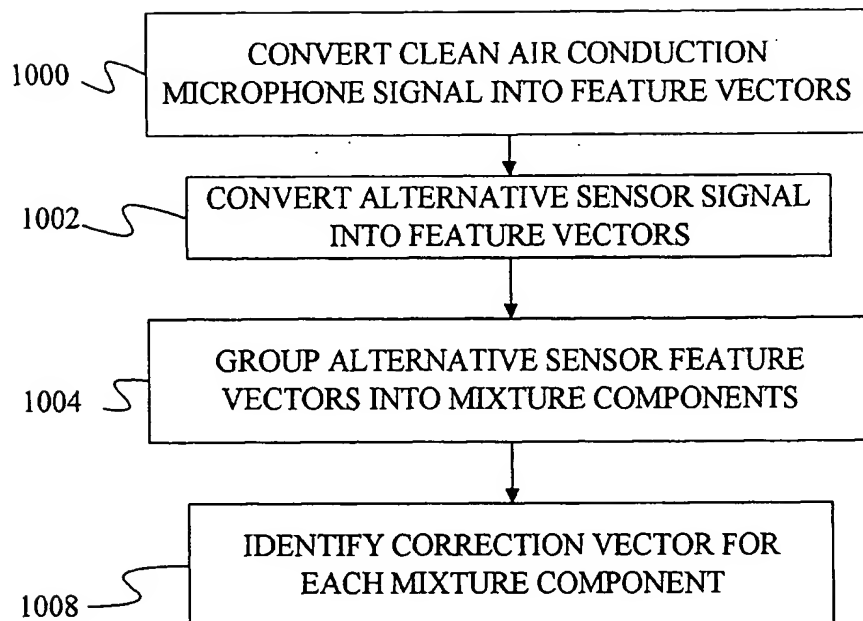 1000
CONVERT CLEAN AIR CONDUCTION
MICROPHONE SIGNAL INTO FEATURE VECTORS
1002
CONVERT ALTERNATIVE SENSOR SIGNAL
INTO FEATURE VECTORS
1004
GROUP ALTERNATIVE SENSOR FEATURE
VECTORS INTO MIXTURE COMPONENTS
1008
IDENTIFY CORRECTION VECTOR FOR
EACH MIXTURE COMPONENT